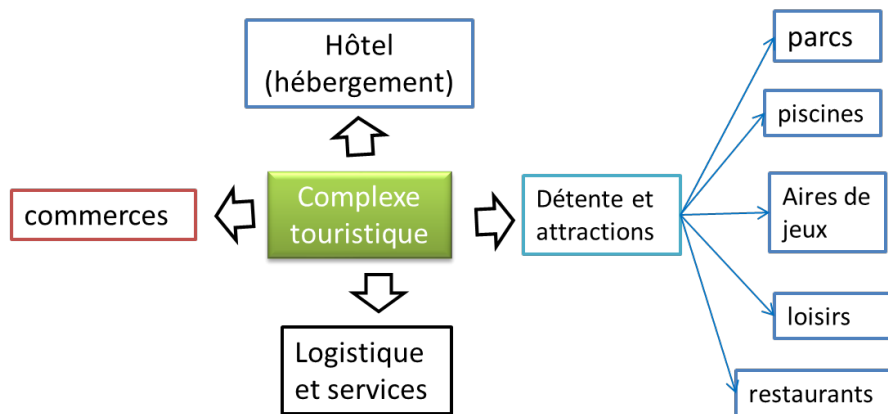 Hôtel
(hébergement)
commerces
Complexe
touristique
Logistique
et services
Détente et
attractions
parcs
piscines
Aires de
jeux
loisirs
restaurants